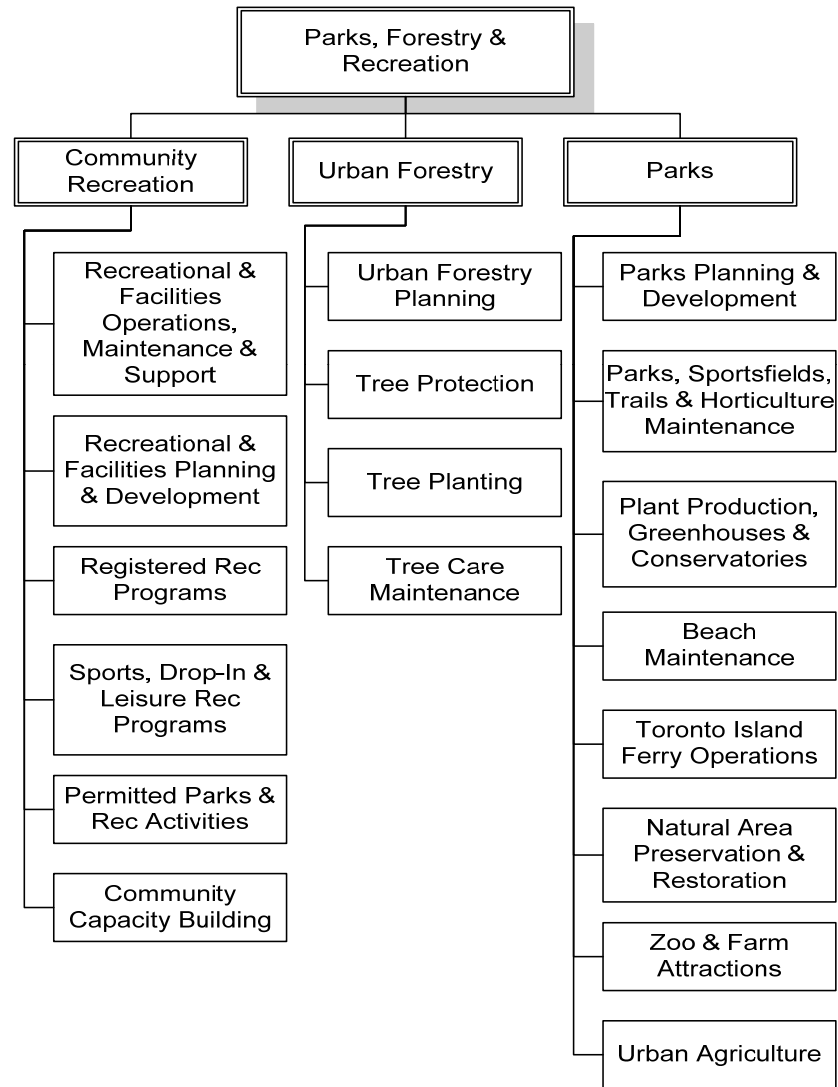 Parks, Forestry &
Recreation
Community
Recreation
Urban Forestry
Parks
Recreational &
Facilities
Operations,
Maintenance &
Support
Recreational &
Facilities Planning
& Development
Registered Rec
Programs
Sports, Drop-In &
Leisure Rec
Programs
Permitted Parks &
Rec Activities
Community
Capacity Building
Urban Forestry
Planning
Tree Protection
Tree Planting
Tree Care
Maintenance
Parks Planning &
Development
Parks, Sportsfields,
Trails & Horticulture
Maintenance
Plant Production,
Greenhouses &
Conservatories
Beach
Maintenance
Toronto Island
Ferry Operations
Natural Area
Preservation &
Restoration
Zoo & Farm
Attractions
Urban Agriculture